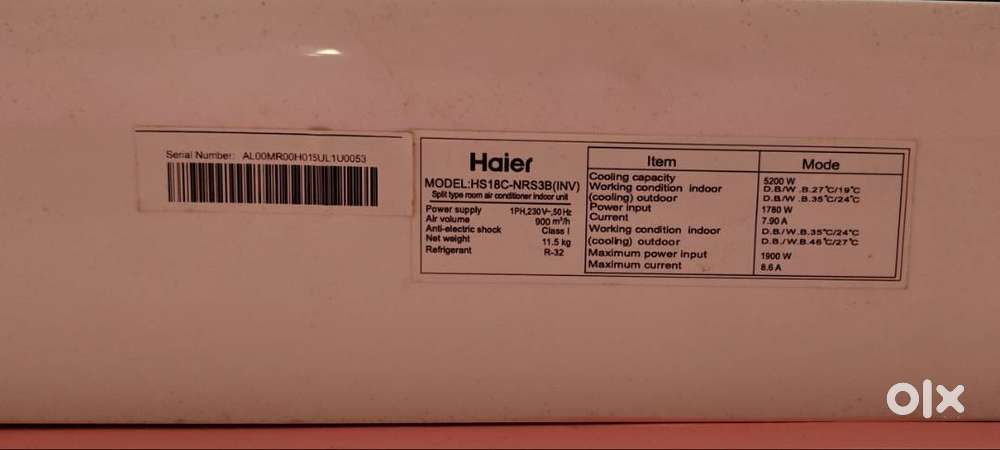 Serial Number: AL00MR00H015UL1U0053
Haier
MODEL:HS18C-NRS3B(INV)
Split type room air conditioner indoor unit
Power supply 1PH,230V~,50Hz
Air volume 900 m³/h
Anti-electric shock Class I
Net weight 11.5 kg
Refrigerant R-32
Item Mode
Cooling capacity 5200 W
Working condition indoor D.B/W .B.27°C/19°C
(cooling) outdoor D.B/W .B.35°C/24°C
Power input 1780 W
Current 7.90 A
Working condition indoor D.B./W.B.35°C/24°C
(cooling) outdoor D.B./W.B.46°C/27°C
Maximum power input 1900 W
Maximum current 8.6 A
olx